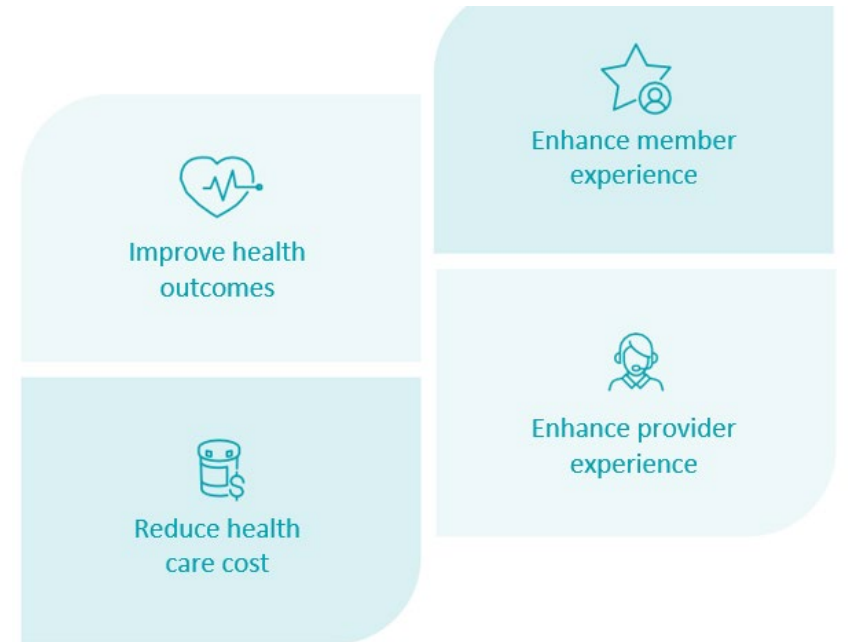 Improve health
outcomes
Enhance member
experience
Reduce health
care cost
Enhance provider
experience